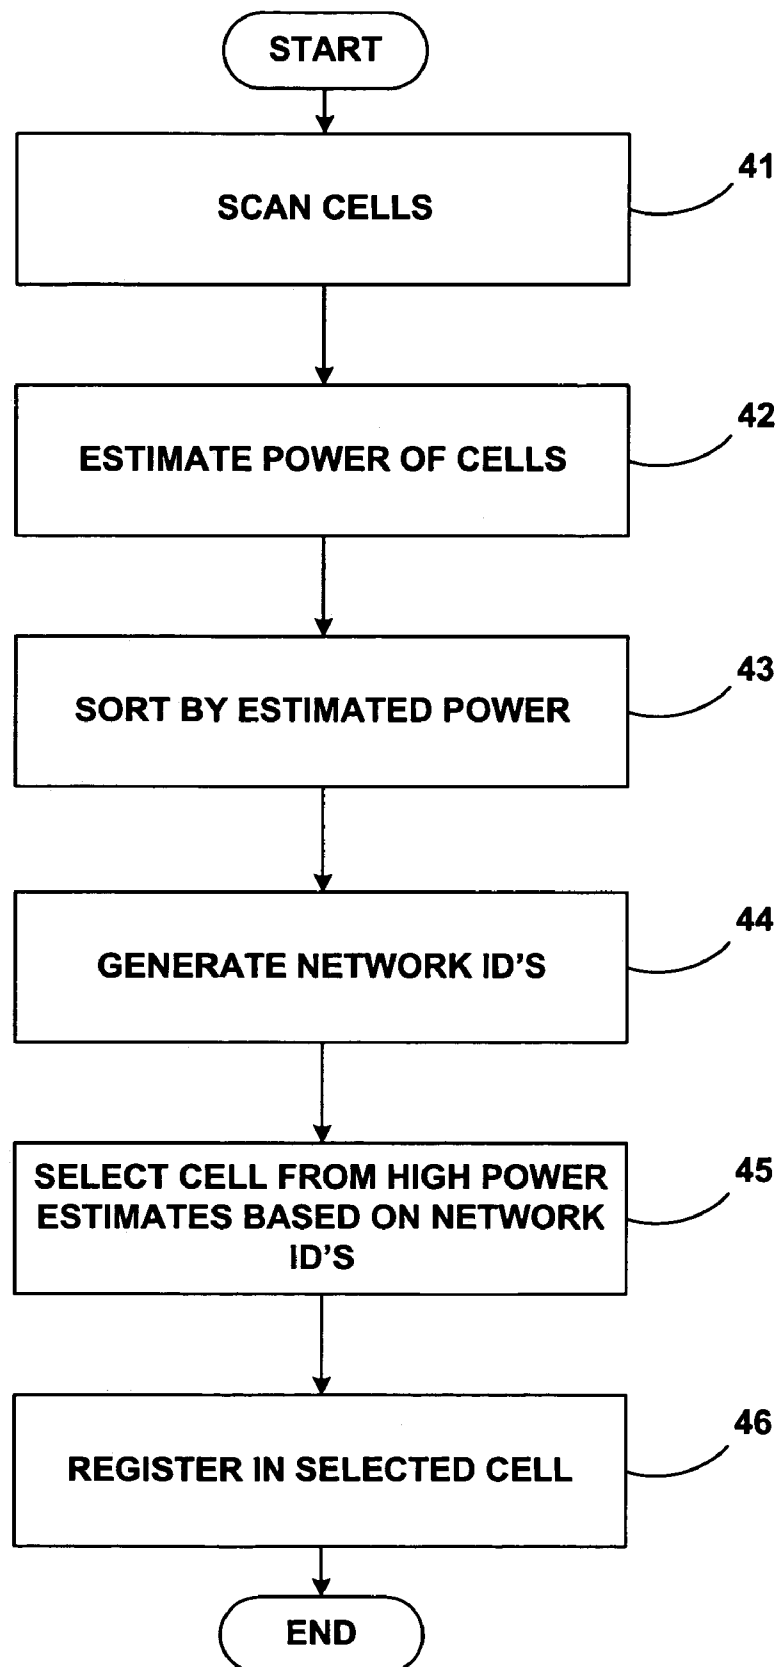 START
SCAN CELLS
41
ESTIMATE POWER OF CELLS
42
SORT BY ESTIMATED POWER
43
GENERATE NETWORK ID'S
44
SELECT CELL FROM HIGH POWER
ESTIMATES BASED ON NETWORK
ID'S
45
REGISTER IN SELECTED CELL
46
END